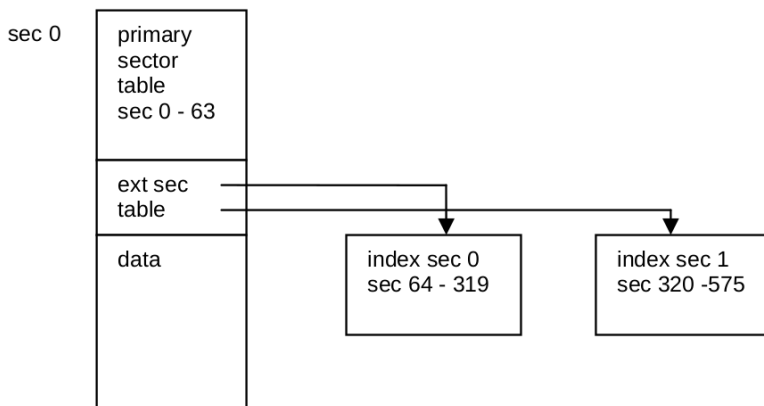 sec 0
primary
sector
table
sec 0 - 63
ext sec
table
data
index sec 0
sec 64 - 319
index sec 1
sec 320 -575